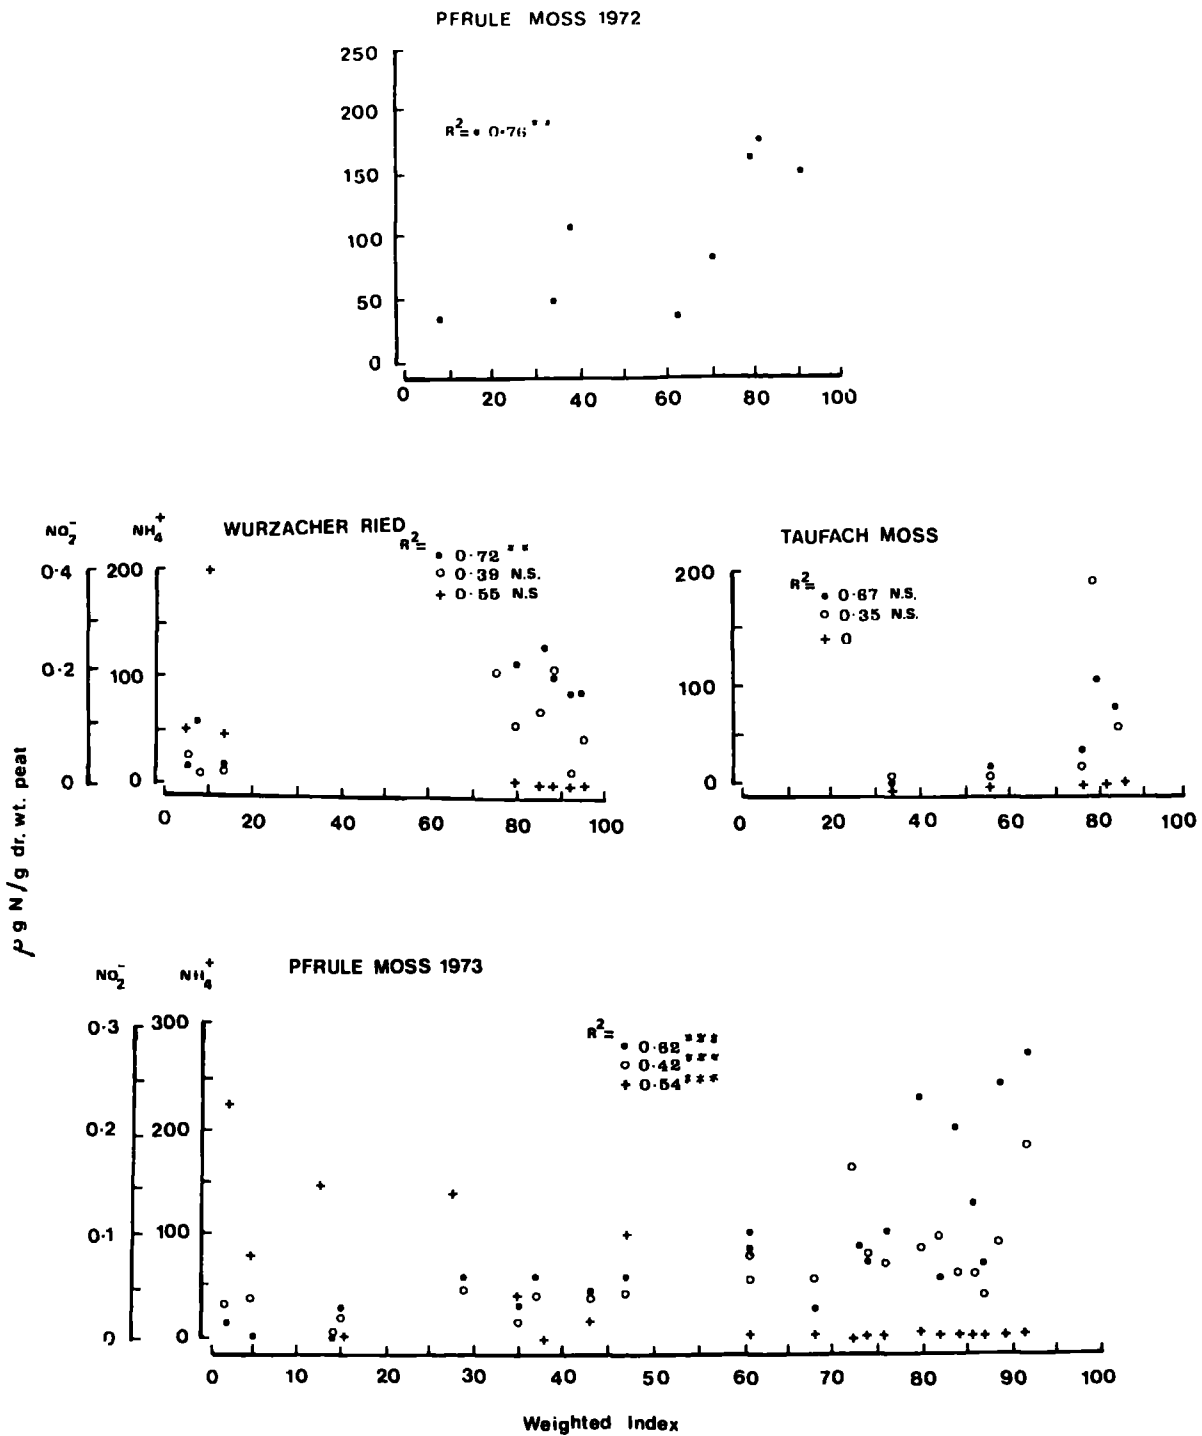 PFRULE MOSS 1972
250
200
150
100
50
0
R²= • 0·76 **
0 20 40 60 80 100
NO₂⁻ NH₄⁺ WURZACHER RIED
R²=
• 0·72 **
○ 0·39 N.S.
+ 0·55 N.S
0·4 200
0·2 100
0 0
0 20 40 60 80 100
TAUFACH MOSS
R²=
• 0·67 N.S.
○ 0·35 N.S.
+ 0
200
100
0
0 20 40 60 80 100
µg N/g dr. wt. peat
NO₂⁻ NH₄⁺ PFRULE MOSS 1973
R²=
• 0·62 ***
○ 0·42 ***
+ 0·54 ***
0·3 300
0·2 200
0·1 100
0 0
0 10 20 30 40 50 60 70 80 90 100
Weighted Index